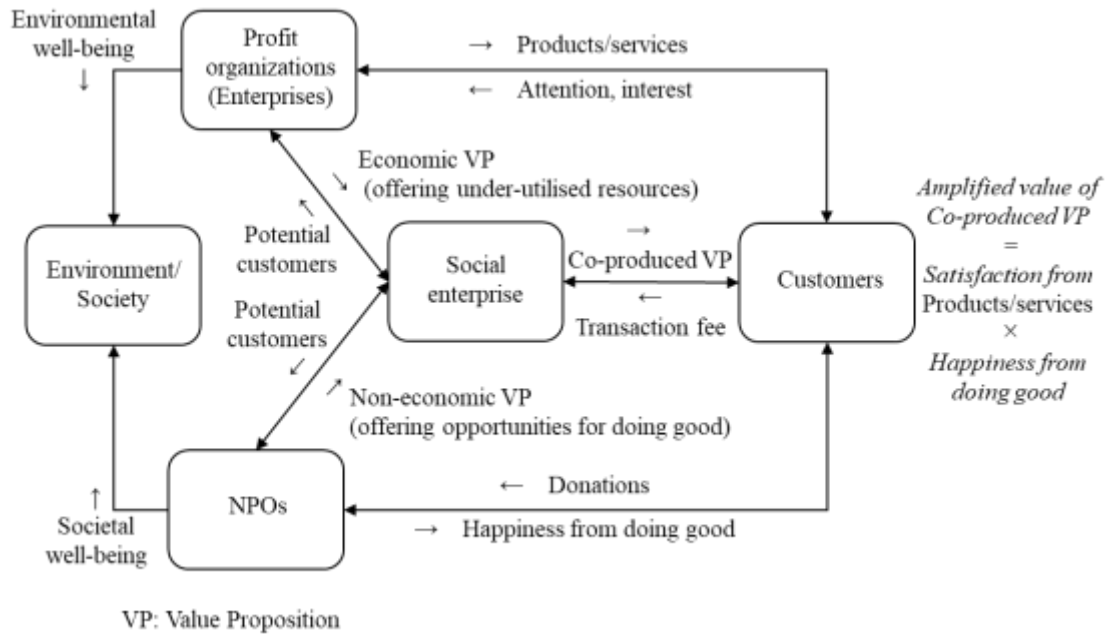 Environmental
well-being
↓
Profit
organizations
(Enterprises)
→ Products/services
← Attention, interest
Economic VP
↘ (offering under-utilised resources)
↖
Potential
customers
Environment/
Society
Social
enterprise
→
Co-produced VP
←
Transaction fee
Customers
Amplified value of
Co-produced VP
=
Satisfaction from
Products/services
×
Happiness from
doing good
Potential
customers
↙
↗ Non-economic VP
(offering opportunities for doing good)
NPOs
← Donations
→ Happiness from doing good
↑
Societal
well-being
VP: Value Proposition